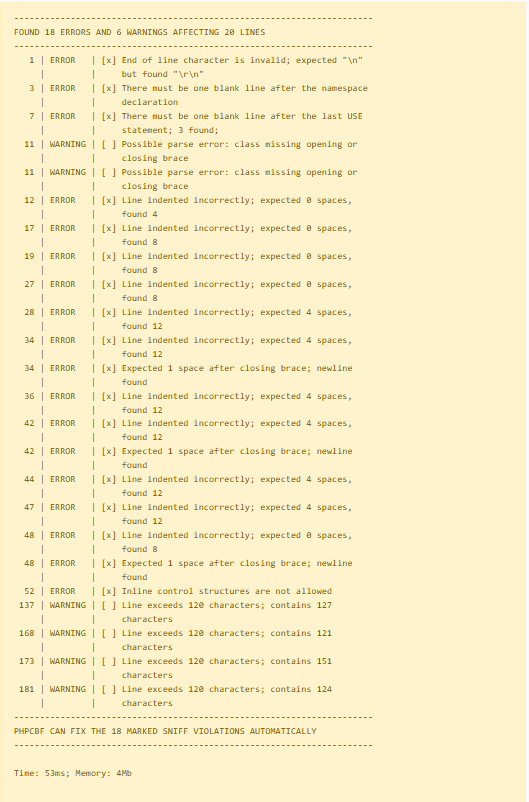 ----------------------------------------------------------------------
FOUND 18 ERRORS AND 6 WARNINGS AFFECTING 20 LINES
----------------------------------------------------------------------
1 | ERROR   | [x] End of line character is invalid; expected "\n"
|         |     but found "\r\n"
3 | ERROR   | [x] There must be one blank line after the namespace
|         |     declaration
7 | ERROR   | [x] There must be one blank line after the last USE
|         |     statement; 3 found;
11 | WARNING | [ ] Possible parse error: class missing opening or
|         |     closing brace
11 | WARNING | [ ] Possible parse error: class missing opening or
|         |     closing brace
12 | ERROR   | [x] Line indented incorrectly; expected 0 spaces,
|         |     found 4
17 | ERROR   | [x] Line indented incorrectly; expected 0 spaces,
|         |     found 8
19 | ERROR   | [x] Line indented incorrectly; expected 0 spaces,
|         |     found 8
27 | ERROR   | [x] Line indented incorrectly; expected 0 spaces,
|         |     found 8
28 | ERROR   | [x] Line indented incorrectly; expected 4 spaces,
|         |     found 12
34 | ERROR   | [x] Line indented incorrectly; expected 4 spaces,
|         |     found 12
34 | ERROR   | [x] Expected 1 space after closing brace; newline
|         |     found
36 | ERROR   | [x] Line indented incorrectly; expected 4 spaces,
|         |     found 12
42 | ERROR   | [x] Line indented incorrectly; expected 4 spaces,
|         |     found 12
42 | ERROR   | [x] Expected 1 space after closing brace; newline
|         |     found
44 | ERROR   | [x] Line indented incorrectly; expected 4 spaces,
|         |     found 12
47 | ERROR   | [x] Line indented incorrectly; expected 4 spaces,
|         |     found 12
48 | ERROR   | [x] Line indented incorrectly; expected 0 spaces,
|         |     found 8
48 | ERROR   | [x] Expected 1 space after closing brace; newline
|         |     found
52 | ERROR   | [x] Inline control structures are not allowed
137 | WARNING | [ ] Line exceeds 120 characters; contains 127
|         |     characters
168 | WARNING | [ ] Line exceeds 120 characters; contains 121
|         |     characters
173 | WARNING | [ ] Line exceeds 120 characters; contains 151
|         |     characters
181 | WARNING | [ ] Line exceeds 120 characters; contains 124
|         |     characters
----------------------------------------------------------------------
PHPCBF CAN FIX THE 18 MARKED SNIFF VIOLATIONS AUTOMATICALLY
----------------------------------------------------------------------
Time: 53ms; Memory: 4Mb